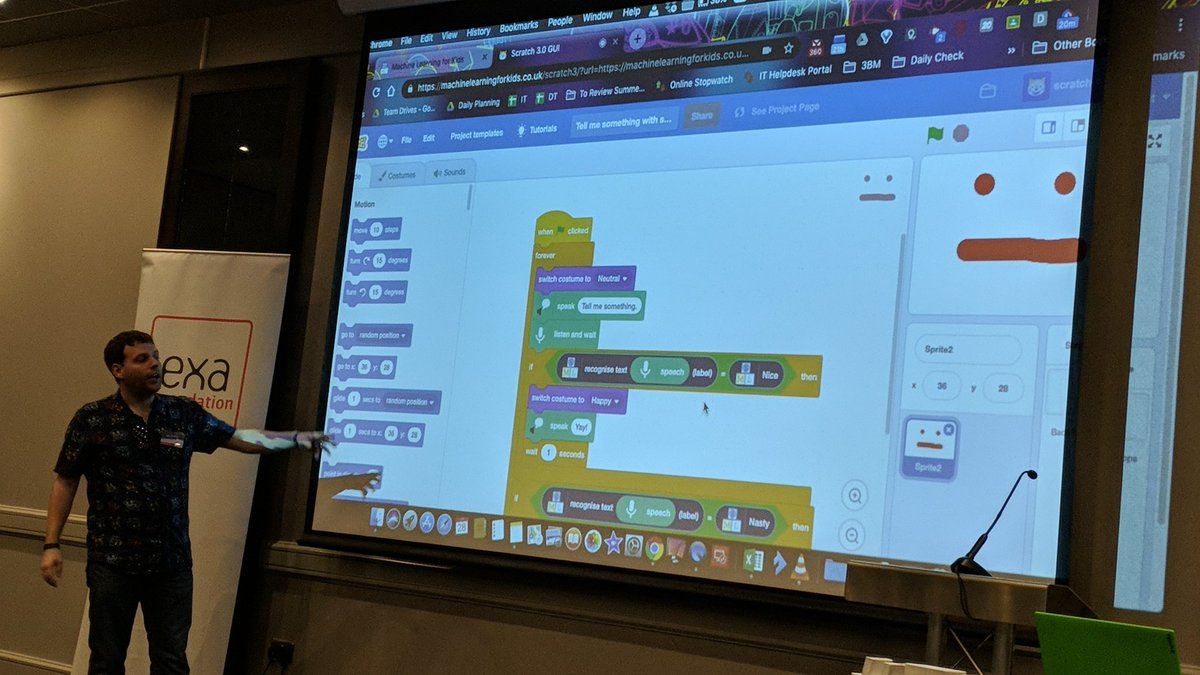 hrome File Edit View History Bookmarks People Window Help
Machine Learning for Kids
Scratch 3.0 GUI
https://machinelearningforkids.co.uk/scratch3/?url=https://machinelearningforkids.co.u...
Team Drives - Go...
Daily Planning
IT
DT
To Review Summe...
Online Stopwatch
IT Helpdesk Portal
3BM
Daily Check
Other Bo
marks
File Edit Project templates Tutorials
Tell me something with s...
Share
See Project Page
scratch
Costumes
Sounds
Motion
move 10 steps
turn 15 degrees
turn 15 degrees
go to random position
go to x: 36 y: 28
glide 1 secs to random position
glide 1 secs to x: 36 y: 28
when clicked
forever
switch costume to Neutral
speak Tell me something.
listen and wait
if recognise text speech (label) = Nice then
switch costume to Happy
speak Yay!
wait 1 seconds
if recognise text speech (label) = Nasty then
Sprite2
x 36 y 28
Sprite2
exa
dation